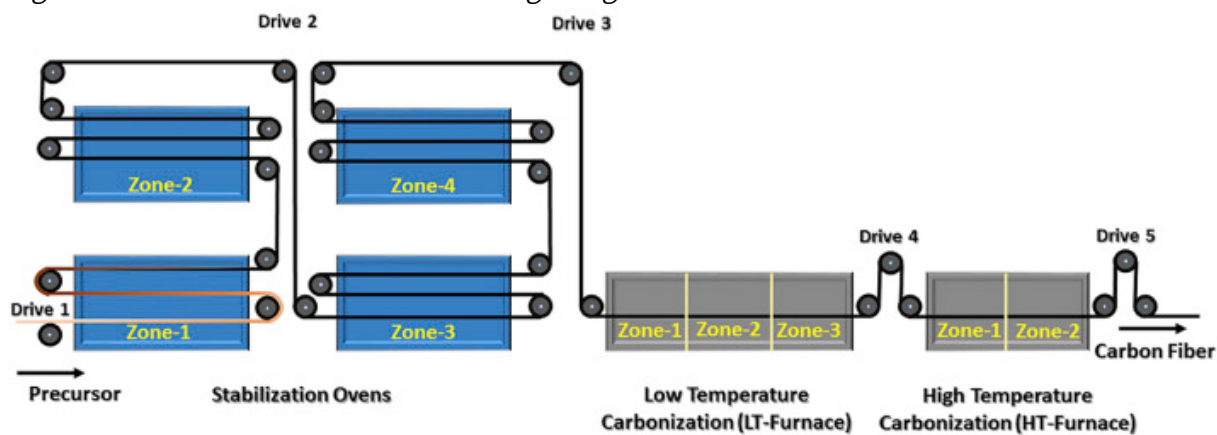 Drive 2
Drive 3
Zone-2
Zone-4
Drive 4
Drive 5
Drive 1
Zone-1
Zone-3
Zone-1
Zone-2
Zone-3
Zone-1
Zone-2
Carbon Fiber
Precursor
Stabilization Ovens
Low Temperature
Carbonization (LT-Furnace)
High Temperature
Carbonization (HT-Furnace)